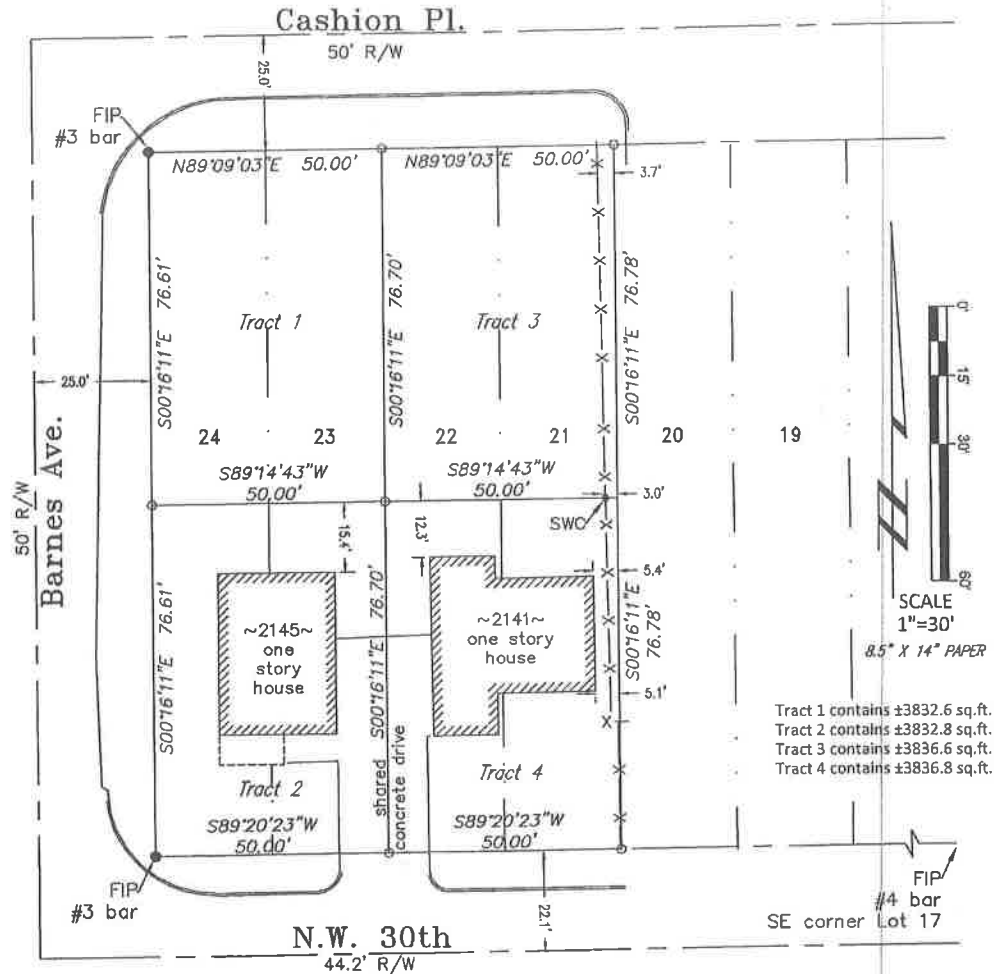 Cashion Pl.
50' R/W
25.0'
FIP
#3 bar
N89°09'03"E 50.00'
N89°09'03"E 50.00'
3.7'
S00°16'11"E 76.61'
S00°16'11"E 76.70'
S00°16'11"E 76.78'
Tract 1
Tract 3
25.0'
Barnes Ave.
50' R/W
24
23
22
21
20
19
S89°14'43"W
50.00'
S89°14'43"W
50.00'
3.0'
SWC
15.4'
12.3'
5.4'
S00°16'11"E 76.61'
S00°16'11"E 76.70'
S00°16'11"E
76.78'
~2145~
one
story
house
~2141~
one story
house
5.1'
shared
concrete drive
Tract 2
Tract 4
S89°20'23"W
50.00'
S89°20'23"W
50.00'
FIP
#3 bar
22.1'
N.W. 30th
44.2' R/W
0'
15'
30'
60'
SCALE
1"=30'
8.5" X 14" PAPER
Tract 1 contains ±3832.6 sq.ft.
Tract 2 contains ±3832.8 sq.ft.
Tract 3 contains ±3836.6 sq.ft.
Tract 4 contains ±3836.8 sq.ft.
FIP
#4
bar
SE corner Lot 17